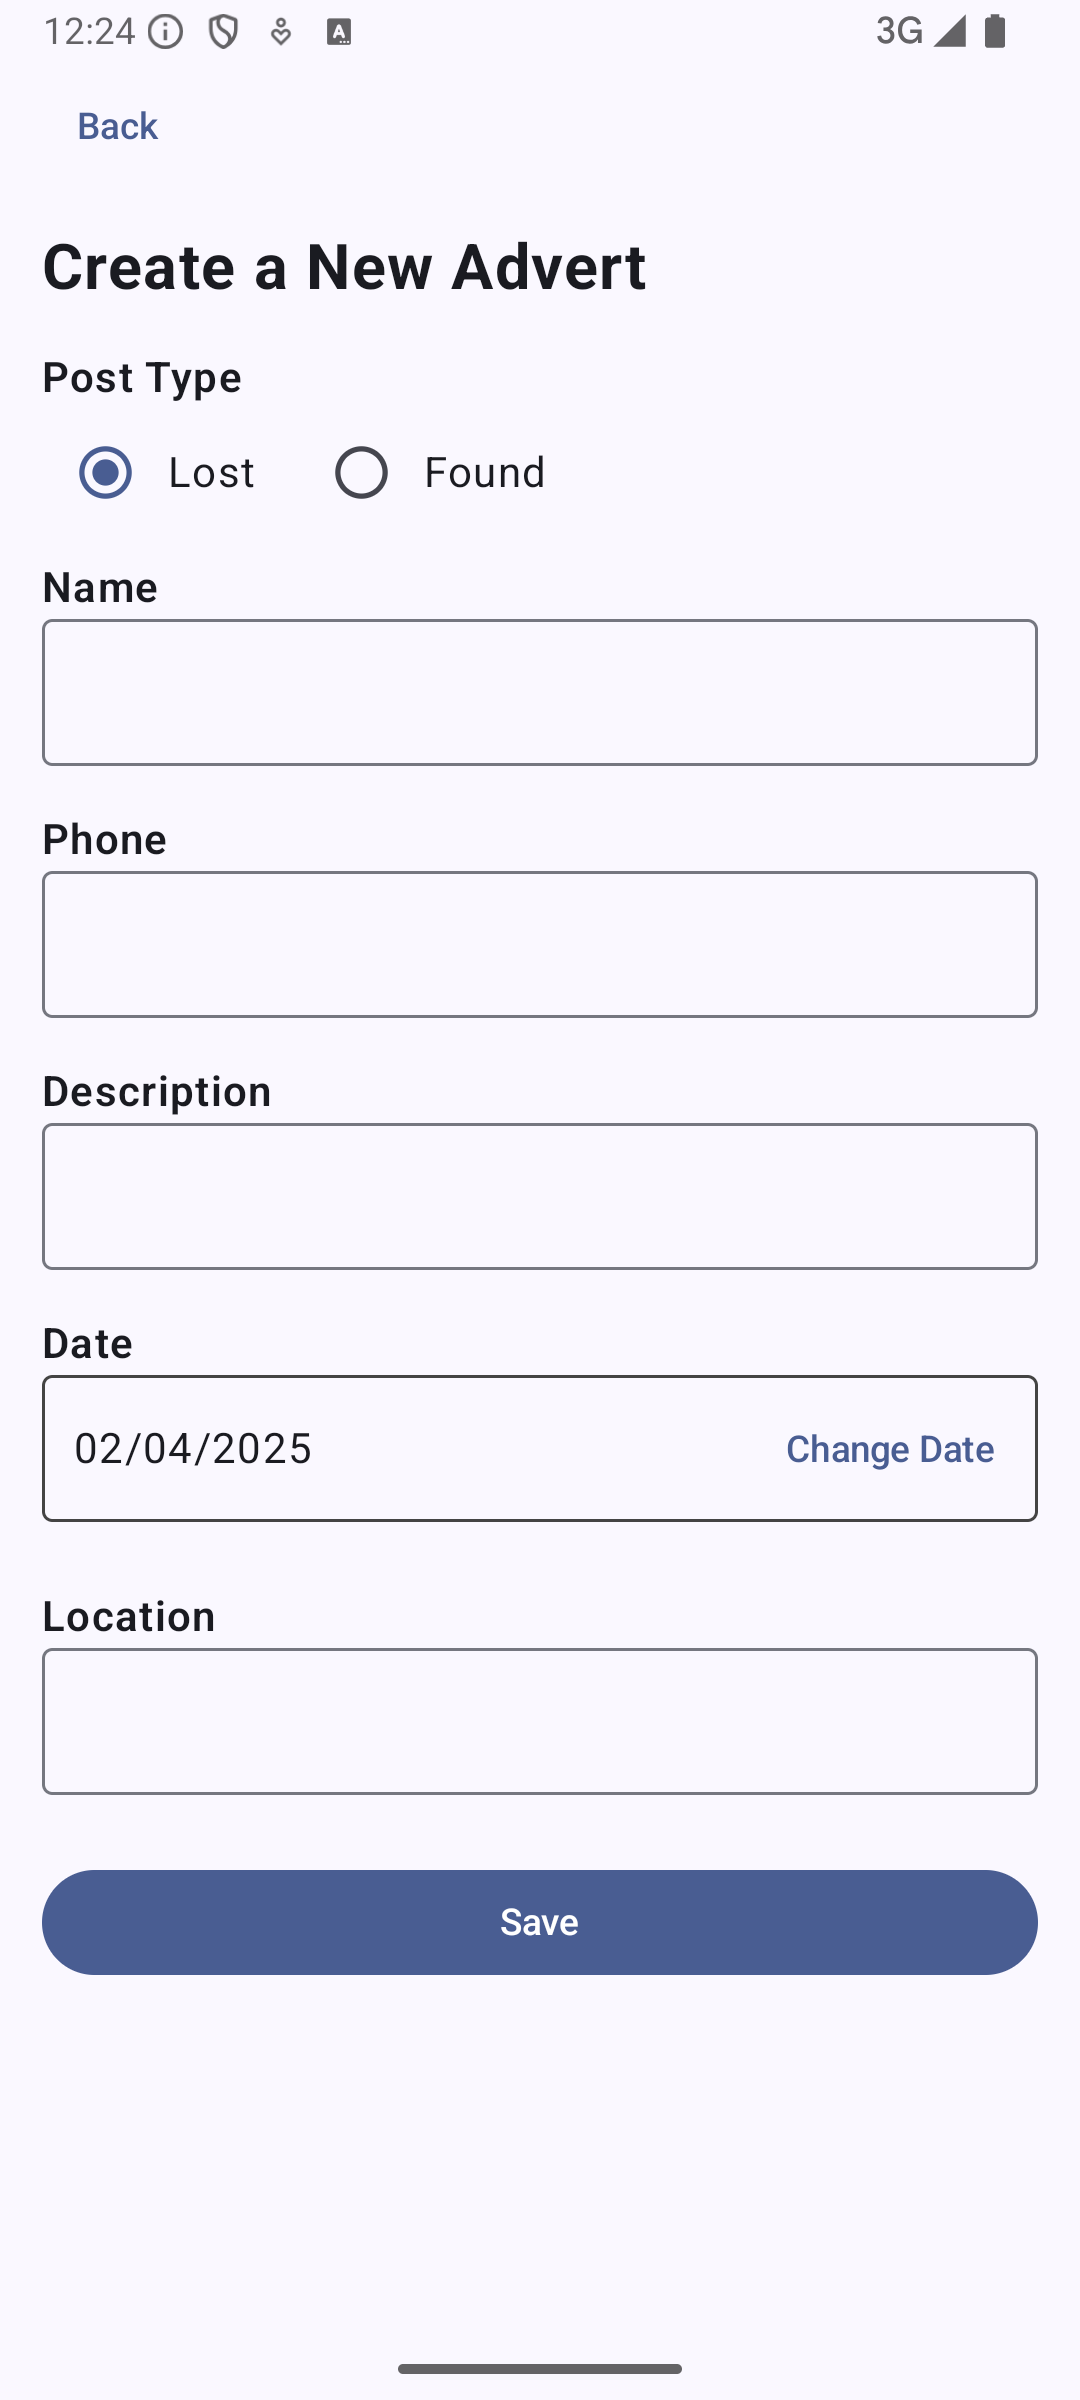 12:24 3G
Back
Create a New Advert
Post Type
Lost Found
Name
Phone
Description
Date
02/04/2025 Change Date
Location
Save